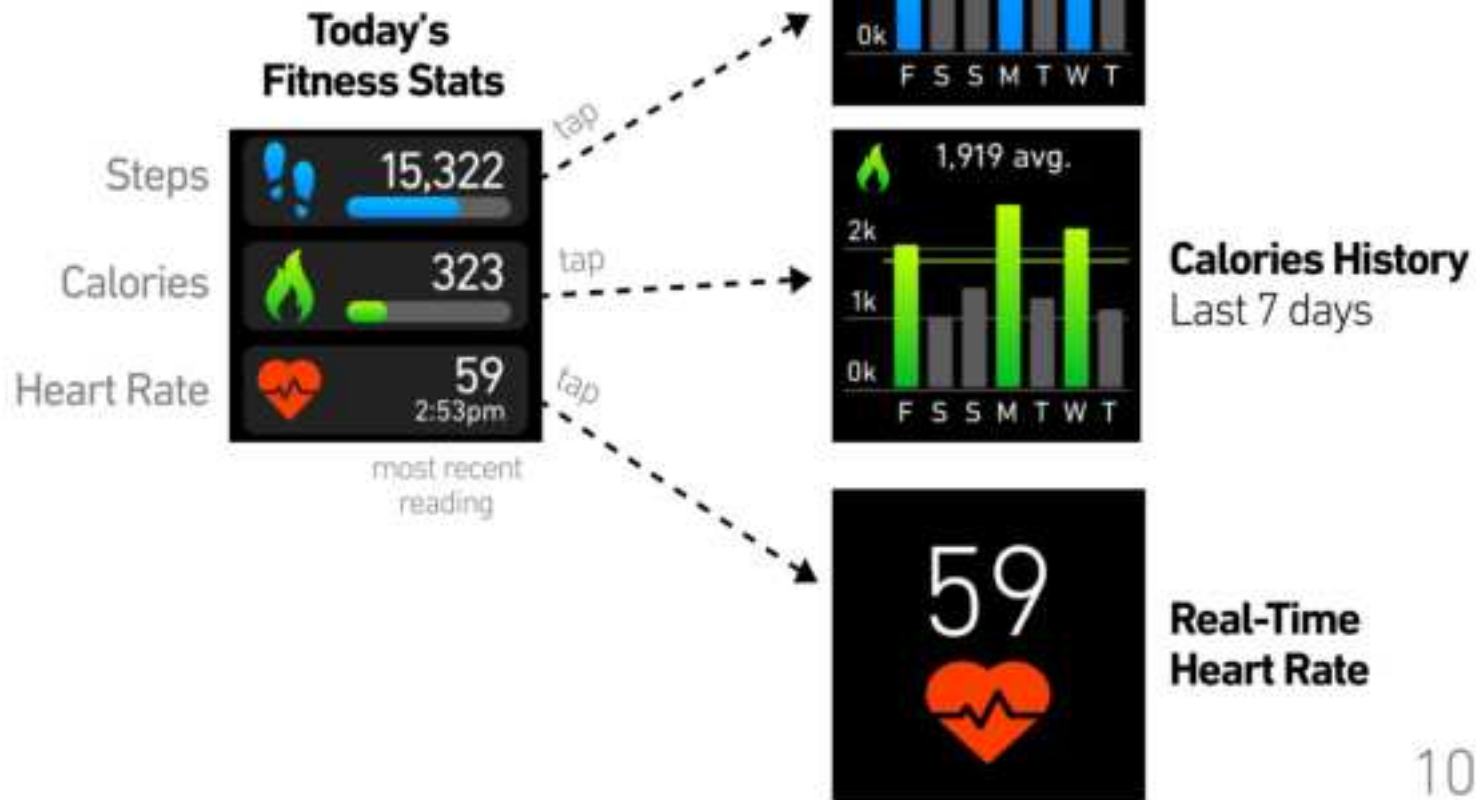 Today's
Fitness Stats
0k
F S S M T W T
tap
Steps
15,322
1,919 avg.
2k
tap
Calories
323
Calories History
Last 7 days
1k
0k
F S S M T W T
tap
Heart Rate
59
2:53pm
most recent
reading
59
Real-Time
Heart Rate
10